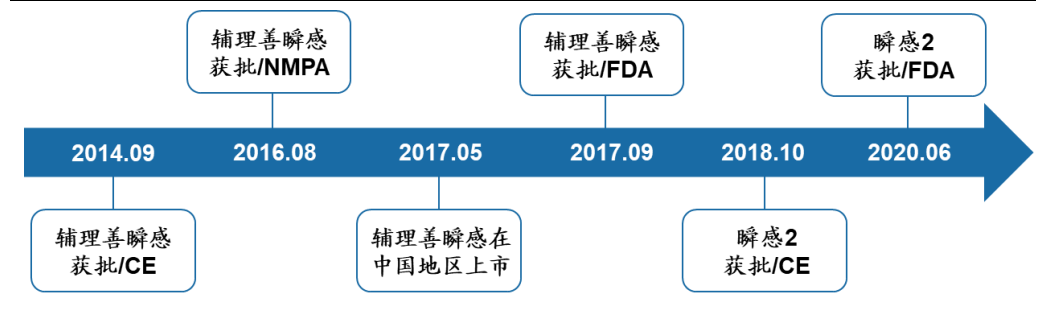 辅理善瞬感
获批/NMPA
辅理善瞬感
获批/FDA
瞬感2
获批/FDA
2014.09
2016.08
2017.05
2017.09
2018.10
2020.06
辅理善瞬感
获批/CE
辅理善瞬感在
中国地区上市
瞬感2
获批/CE